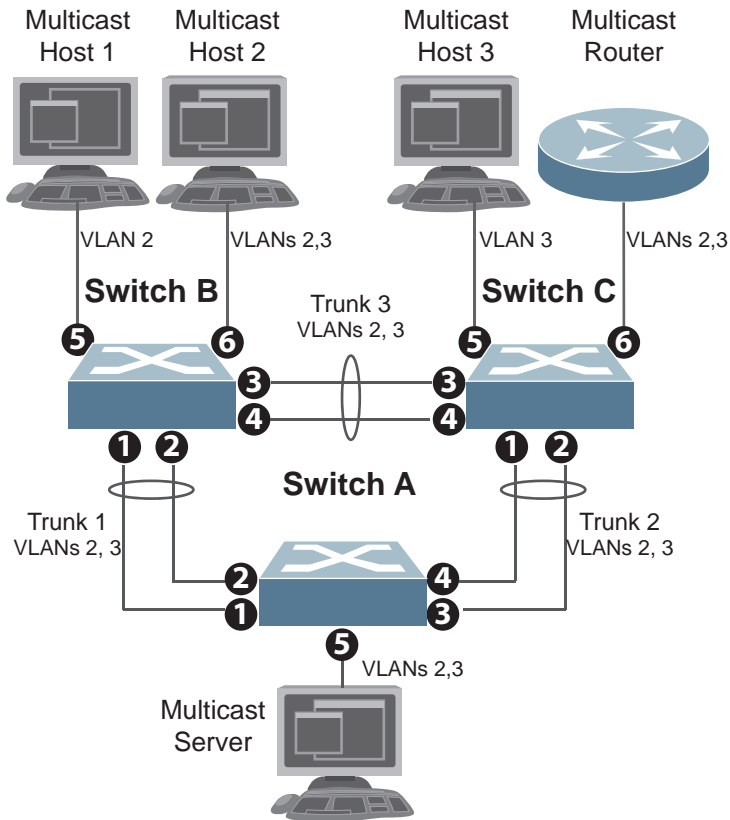 Multicast
Host 1
Multicast
Host 2
Multicast
Host 3
Multicast
Router
VLAN 2
VLANs 2,3
VLAN 3
VLANs 2,3
Switch B
Trunk 3
VLANs 2, 3
Switch C
5
6
5
6
3
3
4
4
1
2
1
2
Switch A
Trunk 1
VLANs 2, 3
Trunk 2
VLANs 2, 3
2
4
1
3
5
VLANs 2,3
Multicast
Server